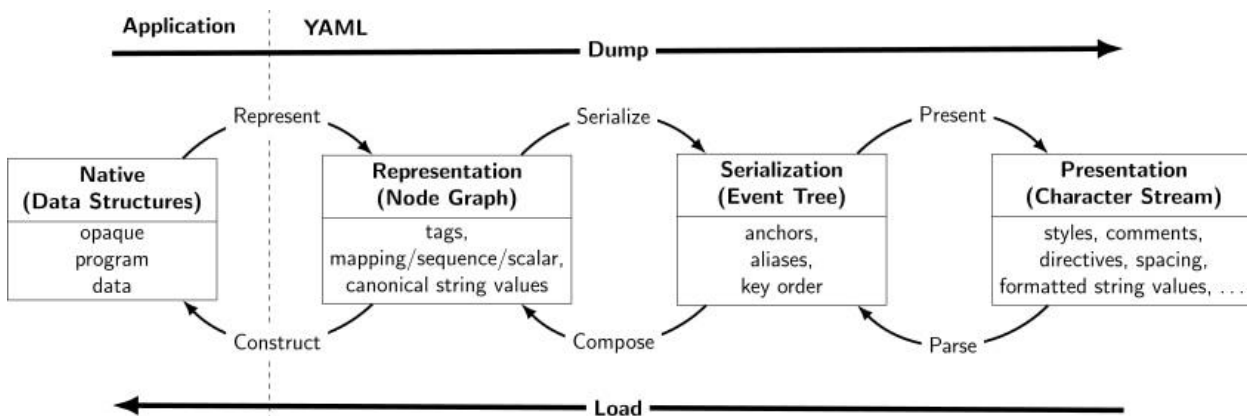 Application
YAML
Dump
Represent
Serialize
Present
Native
(Data Structures)
opaque
program
data
Representation
(Node Graph)
tags,
mapping/sequence/scalar,
canonical string values
Serialization
(Event Tree)
anchors,
aliases,
key order
Presentation
(Character Stream)
styles, comments,
directives, spacing,
formatted string values, ...
Construct
Compose
Parse
Load